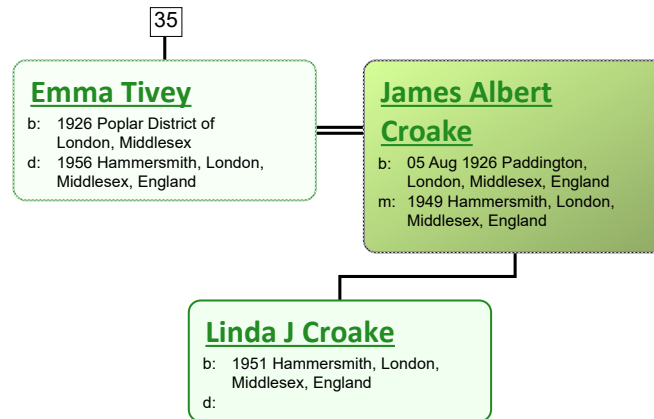 35
Emma Tivey
b: 1926 Poplar District of
London, Middlesex
d: 1956 Hammersmith, London,
Middlesex, England
James Albert
Croake
b: 05 Aug 1926 Paddington,
London, Middlesex, England
m: 1949 Hammersmith, London,
Middlesex, England
Linda J Croake
b: 1951 Hammersmith, London,
Middlesex, England
d: